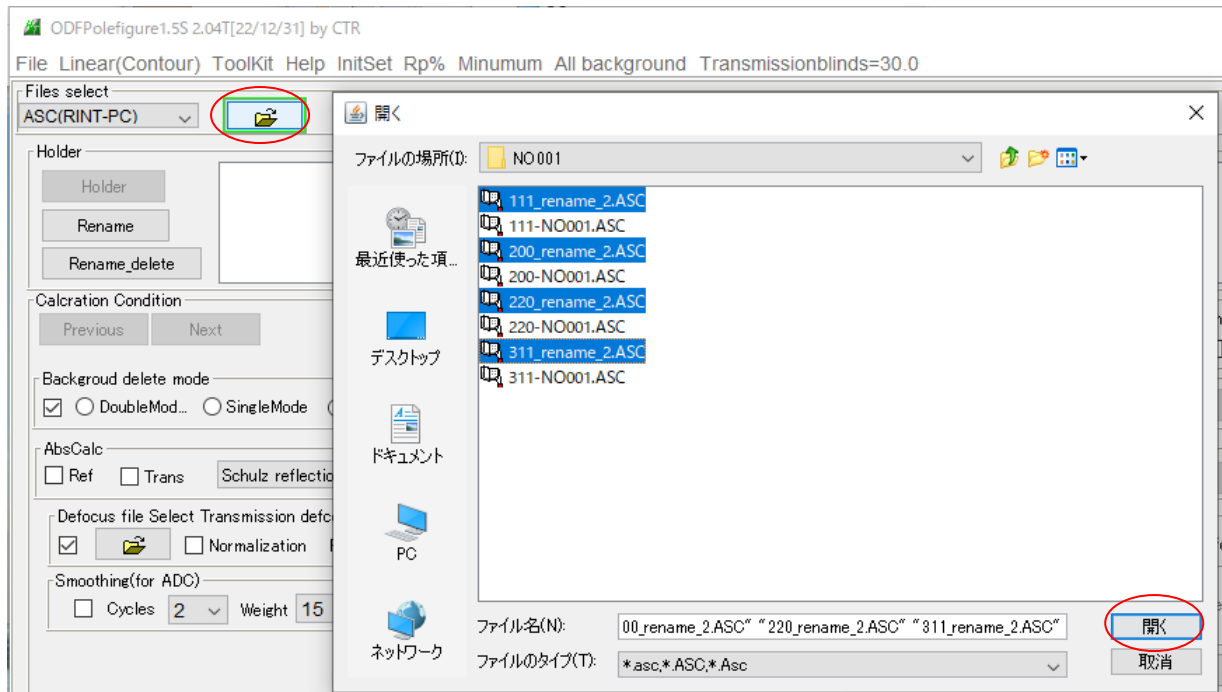 ODFPolefigure1.5S 2.04T[22/12/31] by CTR
File Linear(Contour) ToolKit Help InitSet Rp% Minumum All background Transmissionblinds=30.0
Files select
ASC(RINT-PC)
Holder
Holder
Rename
Rename_delete
Calcration Condition
Previous Next
Backgroud delete mode
DoubleMod... SingleMode
AbsCalc
Ref Trans Schulz reflectio
Defocus file Select Transmission defo
Normalization
Smoothing(for ADC)
Cycles 2 Weight 15
開く
ファイルの場所(I): NO001
最近使った項...
デスクトップ
ドキュメント
PC
ネットワーク
111_rename_2.ASC
111-NO001.ASC
200_rename_2.ASC
200-NO001.ASC
220_rename_2.ASC
220-NO001.ASC
311_rename_2.ASC
311-NO001.ASC
ファイル名(N): 00_rename_2.ASC" "220_rename_2.ASC" "311_rename_2.ASC" 開く
ファイルのタイプ(T): *.asc,*.ASC,*.Asc 取消